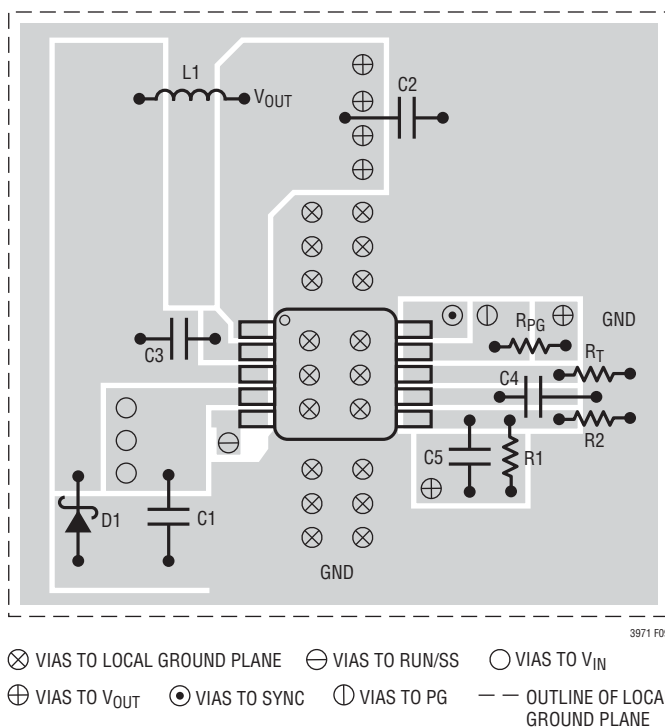 L1
VOUT
C2
C3
RPG
GND
RT
C4
R2
C5
R1
D1
C1
GND
3971 F09
VIAS TO LOCAL GROUND PLANE
VIAS TO RUN/SS
VIAS TO VIN
VIAS TO VOUT
VIAS TO SYNC
VIAS TO PG
OUTLINE OF LOCA
GROUND PLANE